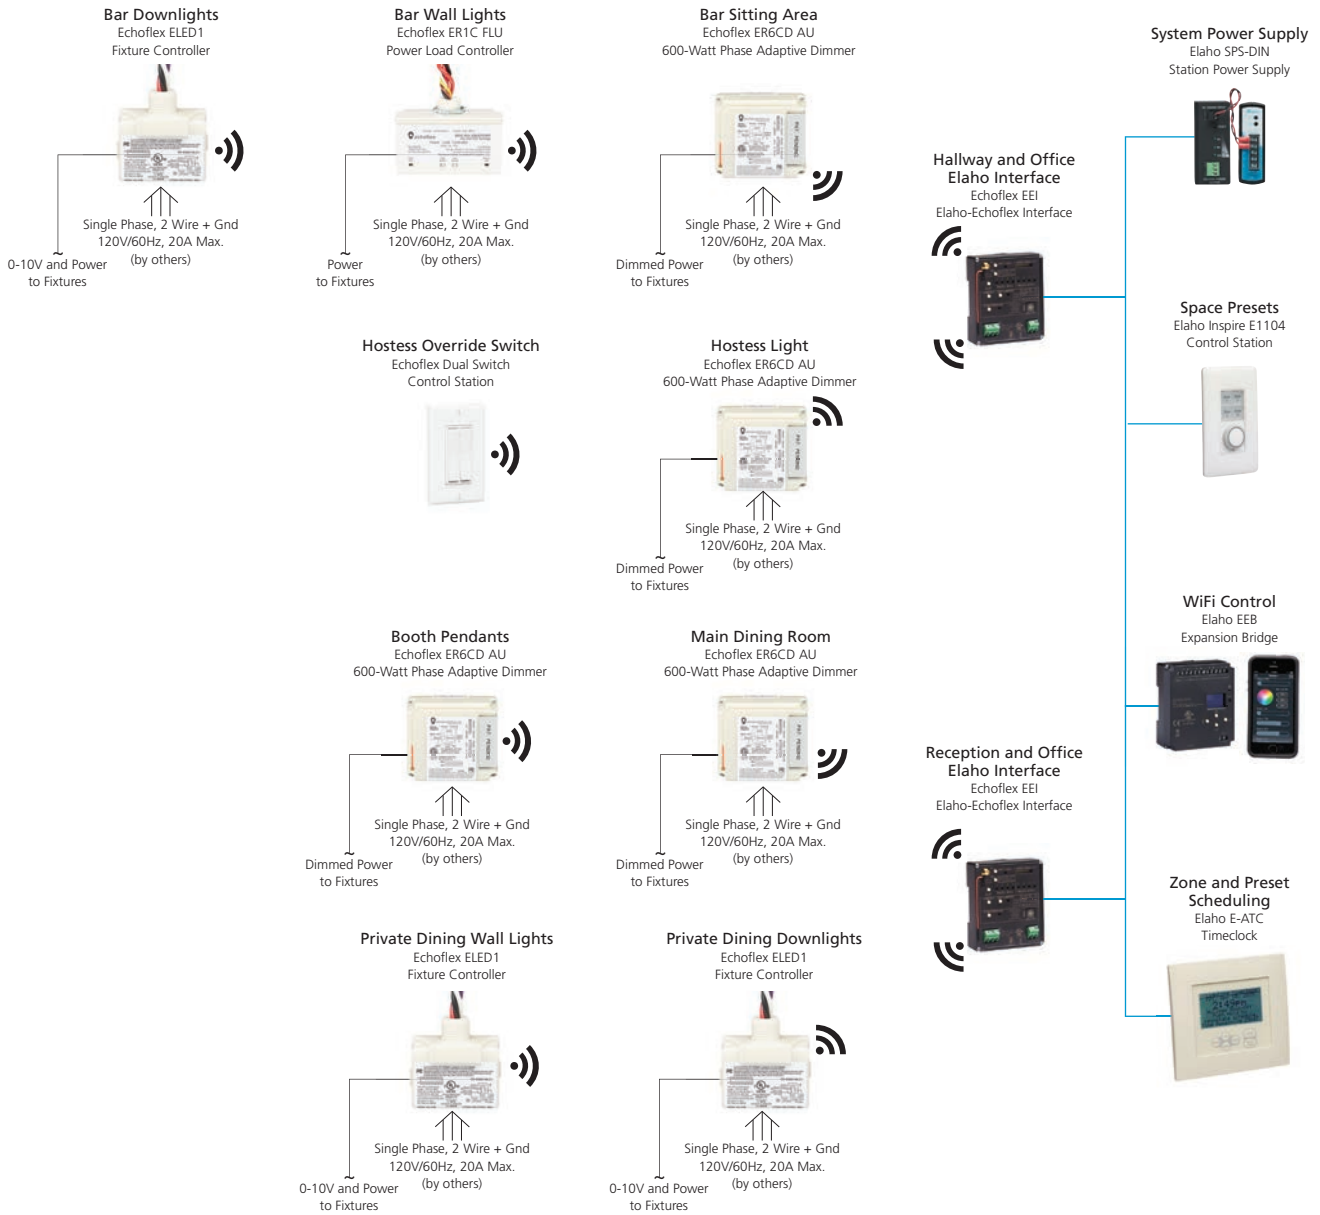 Bar Downlights
Echoflex ELED1
Fixture Controller
Single Phase, 2 Wire + Gnd
120V/60Hz, 20A Max.
(by others)
~
0-10V and Power
to Fixtures
Bar Wall Lights
Echoflex ER1C FLU
Power Load Controller
echoflex
Single Phase, 2 Wire + Gnd
120V/60Hz, 20A Max.
(by others)
~
Power
to Fixtures
Bar Sitting Area
Echoflex ER6CD AU
600-Watt Phase Adaptive Dimmer
PAT. PENDING
Single Phase, 2 Wire + Gnd
120V/60Hz, 20A Max.
(by others)
~
Dimmed Power
to Fixtures
Hallway and Office
Elaho Interface
Echoflex EEI
Elaho-Echoflex Interface
System Power Supply
Elaho SPS-DIN
Station Power Supply
Hostess Override Switch
Echoflex Dual Switch
Control Station
Hostess Light
Echoflex ER6CD AU
600-Watt Phase Adaptive Dimmer
PAT. PENDING
Single Phase, 2 Wire + Gnd
120V/60Hz, 20A Max.
(by others)
~
Dimmed Power
to Fixtures
Space Presets
Elaho Inspire E1104
Control Station
Booth Pendants
Echoflex ER6CD AU
600-Watt Phase Adaptive Dimmer
PAT. PENDING
Single Phase, 2 Wire + Gnd
120V/60Hz, 20A Max.
(by others)
~
Dimmed Power
to Fixtures
Main Dining Room
Echoflex ER6CD AU
600-Watt Phase Adaptive Dimmer
PAT. PENDING
Single Phase, 2 Wire + Gnd
120V/60Hz, 20A Max.
(by others)
~
Dimmed Power
to Fixtures
WiFi Control
Elaho EEB
Expansion Bridge
Reception and Office
Elaho Interface
Echoflex EEI
Elaho-Echoflex Interface
Zone and Preset
Scheduling
Elaho E-ATC
Timeclock
Private Dining Wall Lights
Echoflex ELED1
Fixture Controller
Single Phase, 2 Wire + Gnd
120V/60Hz, 20A Max.
(by others)
~
0-10V and Power
to Fixtures
Private Dining Downlights
Echoflex ELED1
Fixture Controller
Single Phase, 2 Wire + Gnd
120V/60Hz, 20A Max.
(by others)
~
0-10V and Power
to Fixtures